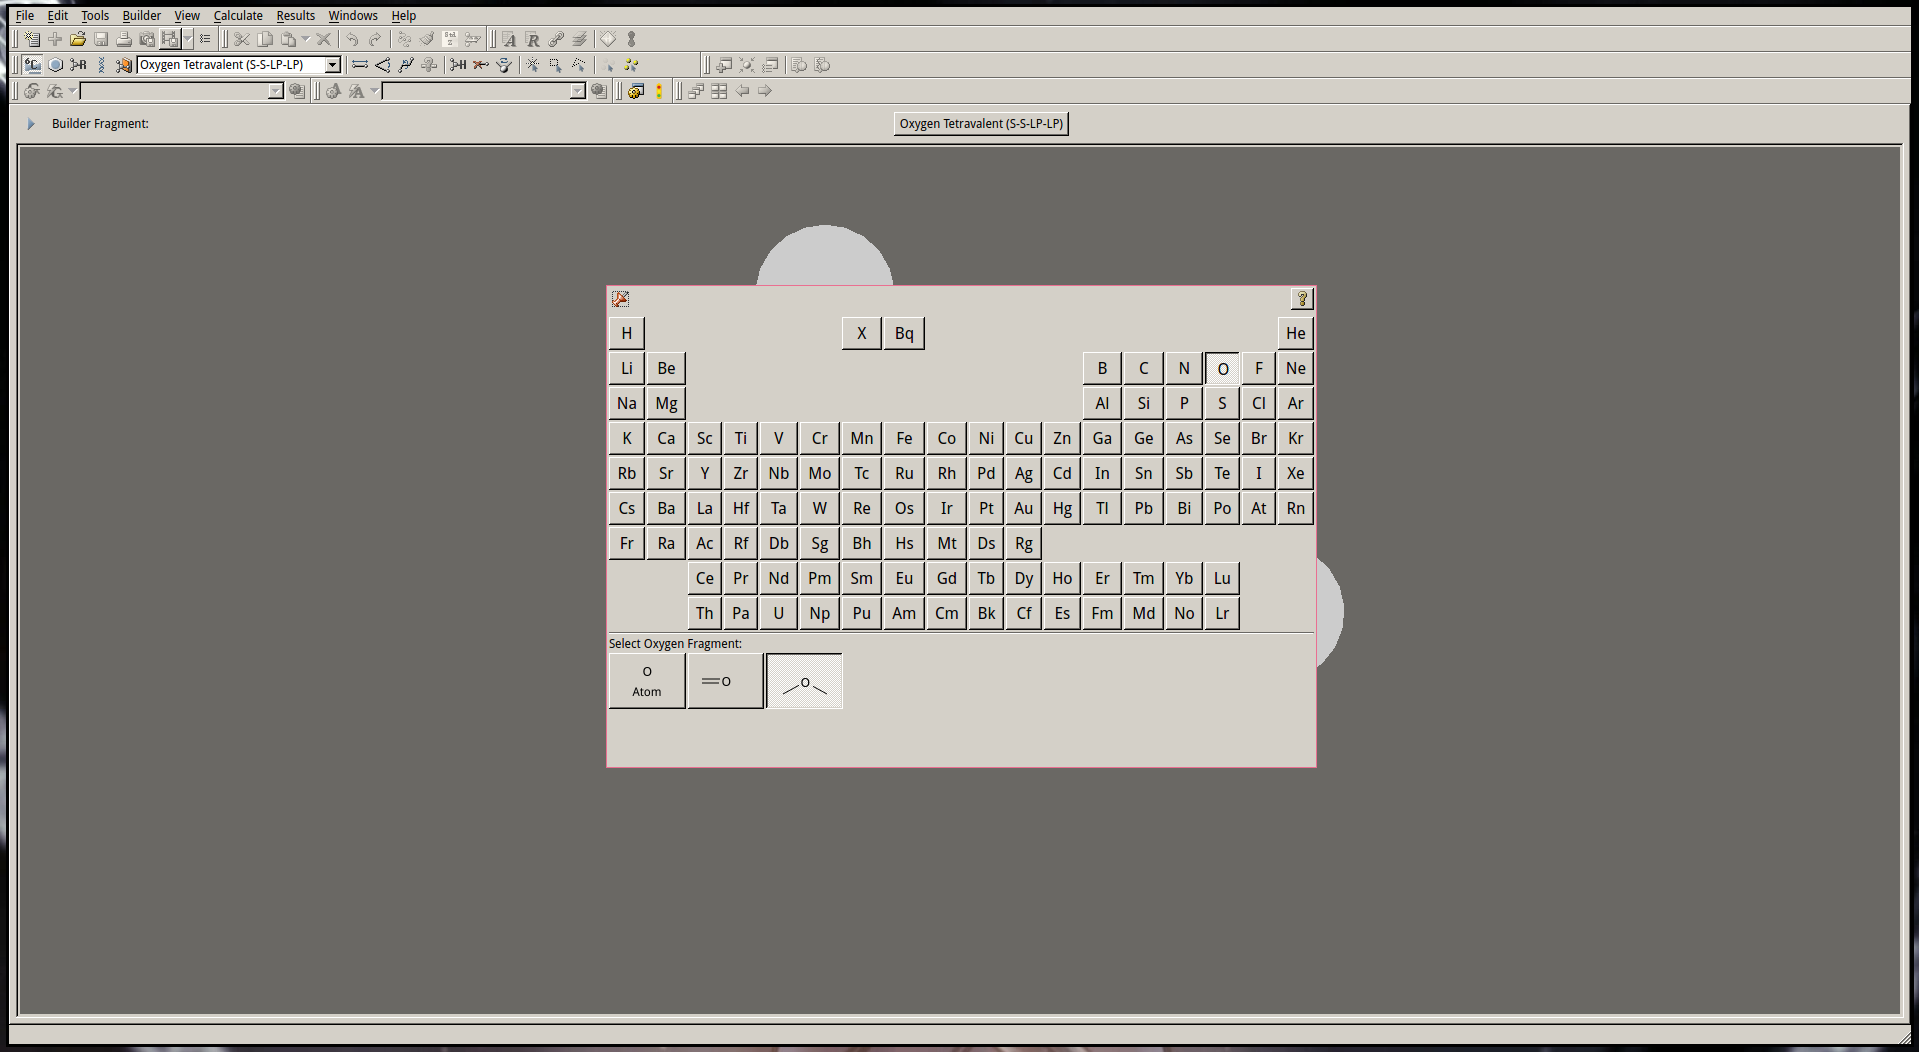 File Edit Tools Builder View Calculate Results Windows Help
Oxygen Tetravalent (S-S-LP-LP)
Builder Fragment: Oxygen Tetravalent (S-S-LP-LP)
?
H X Bq He
Li Be B C N O F Ne
Na Mg Al Si P S Cl Ar
K Ca Sc Ti V Cr Mn Fe Co Ni Cu Zn Ga Ge As Se Br Kr
Rb Sr Y Zr Nb Mo Tc Ru Rh Pd Ag Cd In Sn Sb Te I Xe
Cs Ba La Hf Ta W Re Os Ir Pt Au Hg Tl Pb Bi Po At Rn
Fr Ra Ac Rf Db Sg Bh Hs Mt Ds Rg
Ce Pr Nd Pm Sm Eu Gd Tb Dy Ho Er Tm Yb Lu
Th Pa U Np Pu Am Cm Bk Cf Es Fm Md No Lr
Select Oxygen Fragment:
O O O
Atom